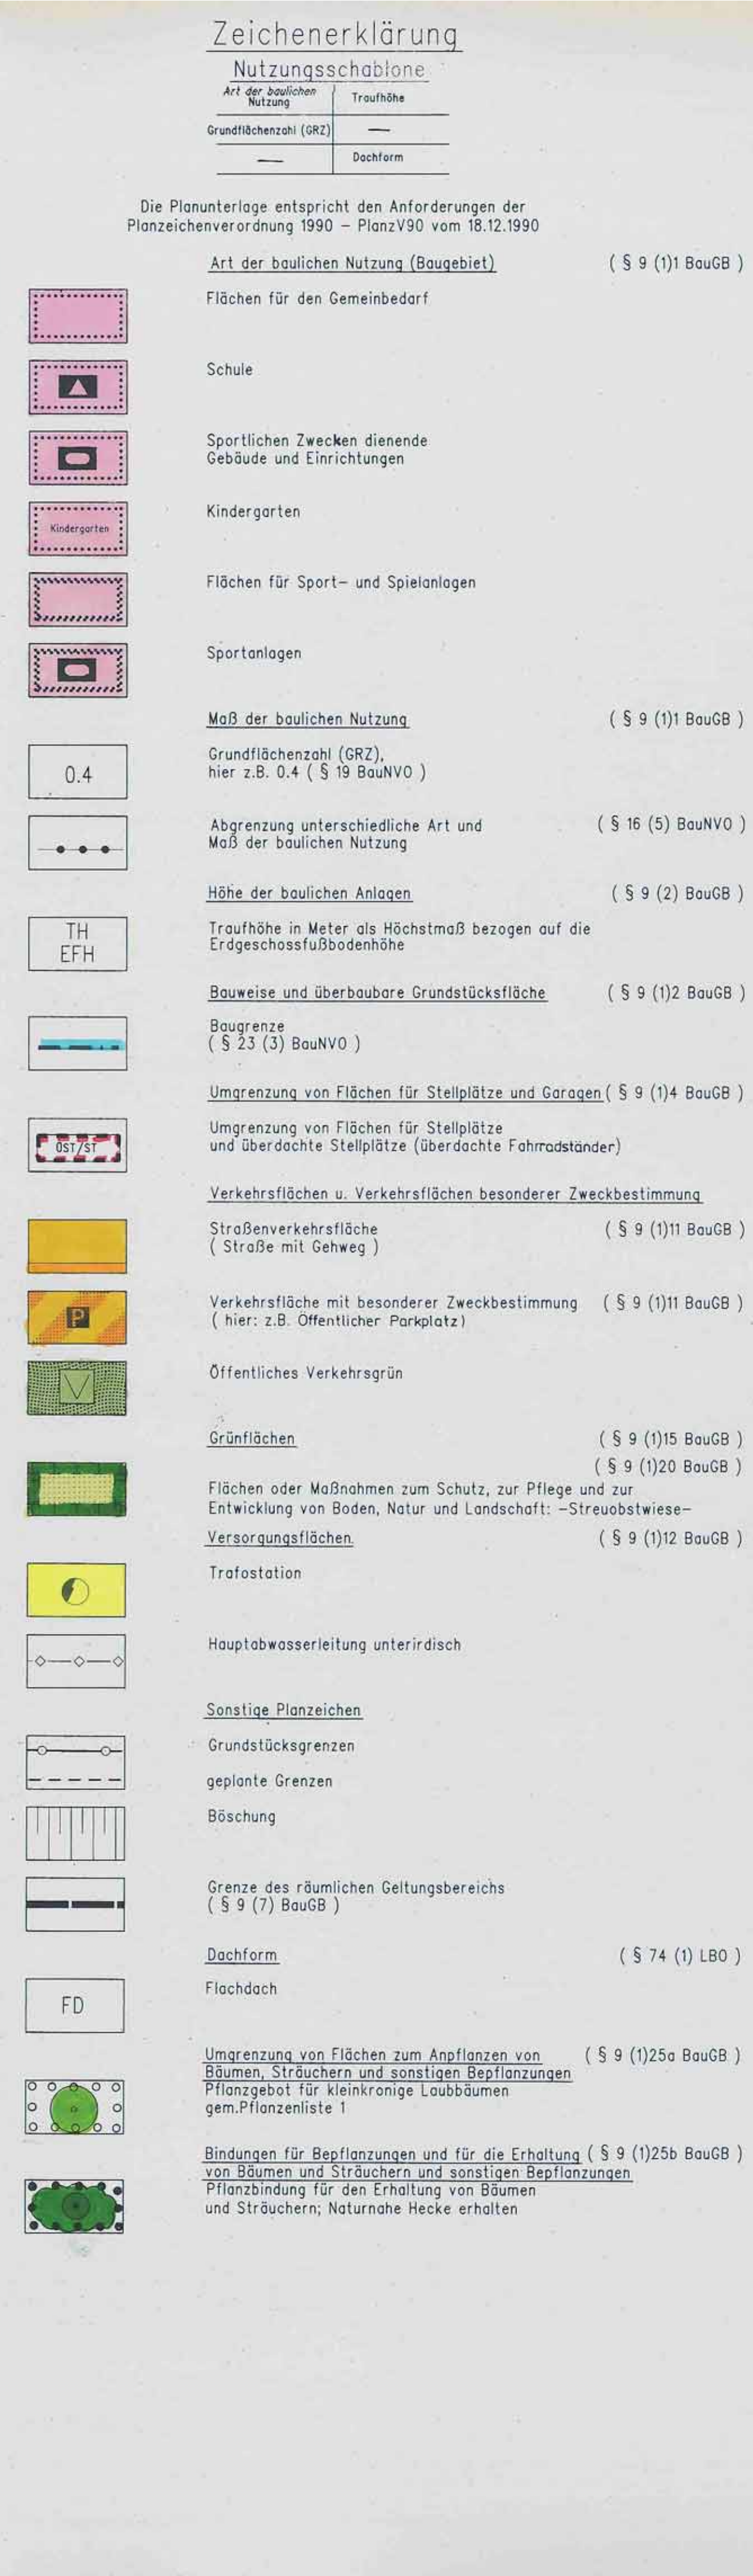 Zeichenerklärung
Nutzungsschablone
Art der baulichen Nutzung
Traufhöhe
Grundflächenzahl (GRZ)
—
—
Dachform
Die Planunterlage entspricht den Anforderungen der
Planzeichenverordnung 1990 – PlanzV90 vom 18.12.1990
Art der baulichen Nutzung (Baugebiet) ( § 9 (1)1 BauGB )
Flächen für den Gemeinbedarf
Schule
Sportlichen Zwecken dienende
Gebäude und Einrichtungen
Kindergarten
Kindergarten
Flächen für Sport– und Spielanlagen
Sportanlagen
Maß der baulichen Nutzung ( § 9 (1)1 BauGB )
0.4
Grundflächenzahl (GRZ),
hier z.B. 0.4 ( § 19 BauNVO )
Abgrenzung unterschiedliche Art und ( § 16 (5) BauNVO )
Maß der baulichen Nutzung
Höhe der baulichen Anlagen ( § 9 (2) BauGB )
TH
EFH
Traufhöhe in Meter als Höchstmaß bezogen auf die
Erdgeschossfußbodenhöhe
Bauweise und überbaubare Grundstücksfläche ( § 9 (1)2 BauGB )
Baugrenze
( § 23 (3) BauNVO )
Umgrenzung von Flächen für Stellplätze und Garagen ( § 9 (1)4 BauGB )
ÜST/ST
Umgrenzung von Flächen für Stellplätze
und überdachte Stellplätze (überdachte Fahrradständer)
Verkehrsflächen u. Verkehrsflächen besonderer Zweckbestimmung
Straßenverkehrsfläche ( § 9 (1)11 BauGB )
( Straße mit Gehweg )
P
Verkehrsfläche mit besonderer Zweckbestimmung ( § 9 (1)11 BauGB )
( hier: z.B. Öffentlicher Parkplatz)
V
Öffentliches Verkehrsgrün
Grünflächen ( § 9 (1)15 BauGB )
( § 9 (1)20 BauGB )
Flächen oder Maßnahmen zum Schutz, zur Pflege und zur
Entwicklung von Boden, Natur und Landschaft: –Streuobstwiese–
Versorgungsflächen. ( § 9 (1)12 BauGB )
Trafostation
Hauptabwasserleitung unterirdisch
Sonstige Planzeichen
Grundstücksgrenzen
geplante Grenzen
Böschung
Grenze des räumlichen Geltungsbereichs
( § 9 (7) BauGB )
Dachform ( § 74 (1) LBO )
Flachdach
FD
Umgrenzung von Flächen zum Anpflanzen von ( § 9 (1)25a BauGB )
Bäumen, Sträuchern und sonstigen Bepflanzungen
Pflanzgebot für kleinkronige Laubbäumen
gem.Pflanzenliste 1
Bindungen für Bepflanzungen und für die Erhaltung ( § 9 (1)25b BauGB )
von Bäumen und Sträuchern und sonstigen Bepflanzungen
Pflanzbindung für den Erhaltung von Bäumen
und Sträuchern; Naturnahe Hecke erhalten